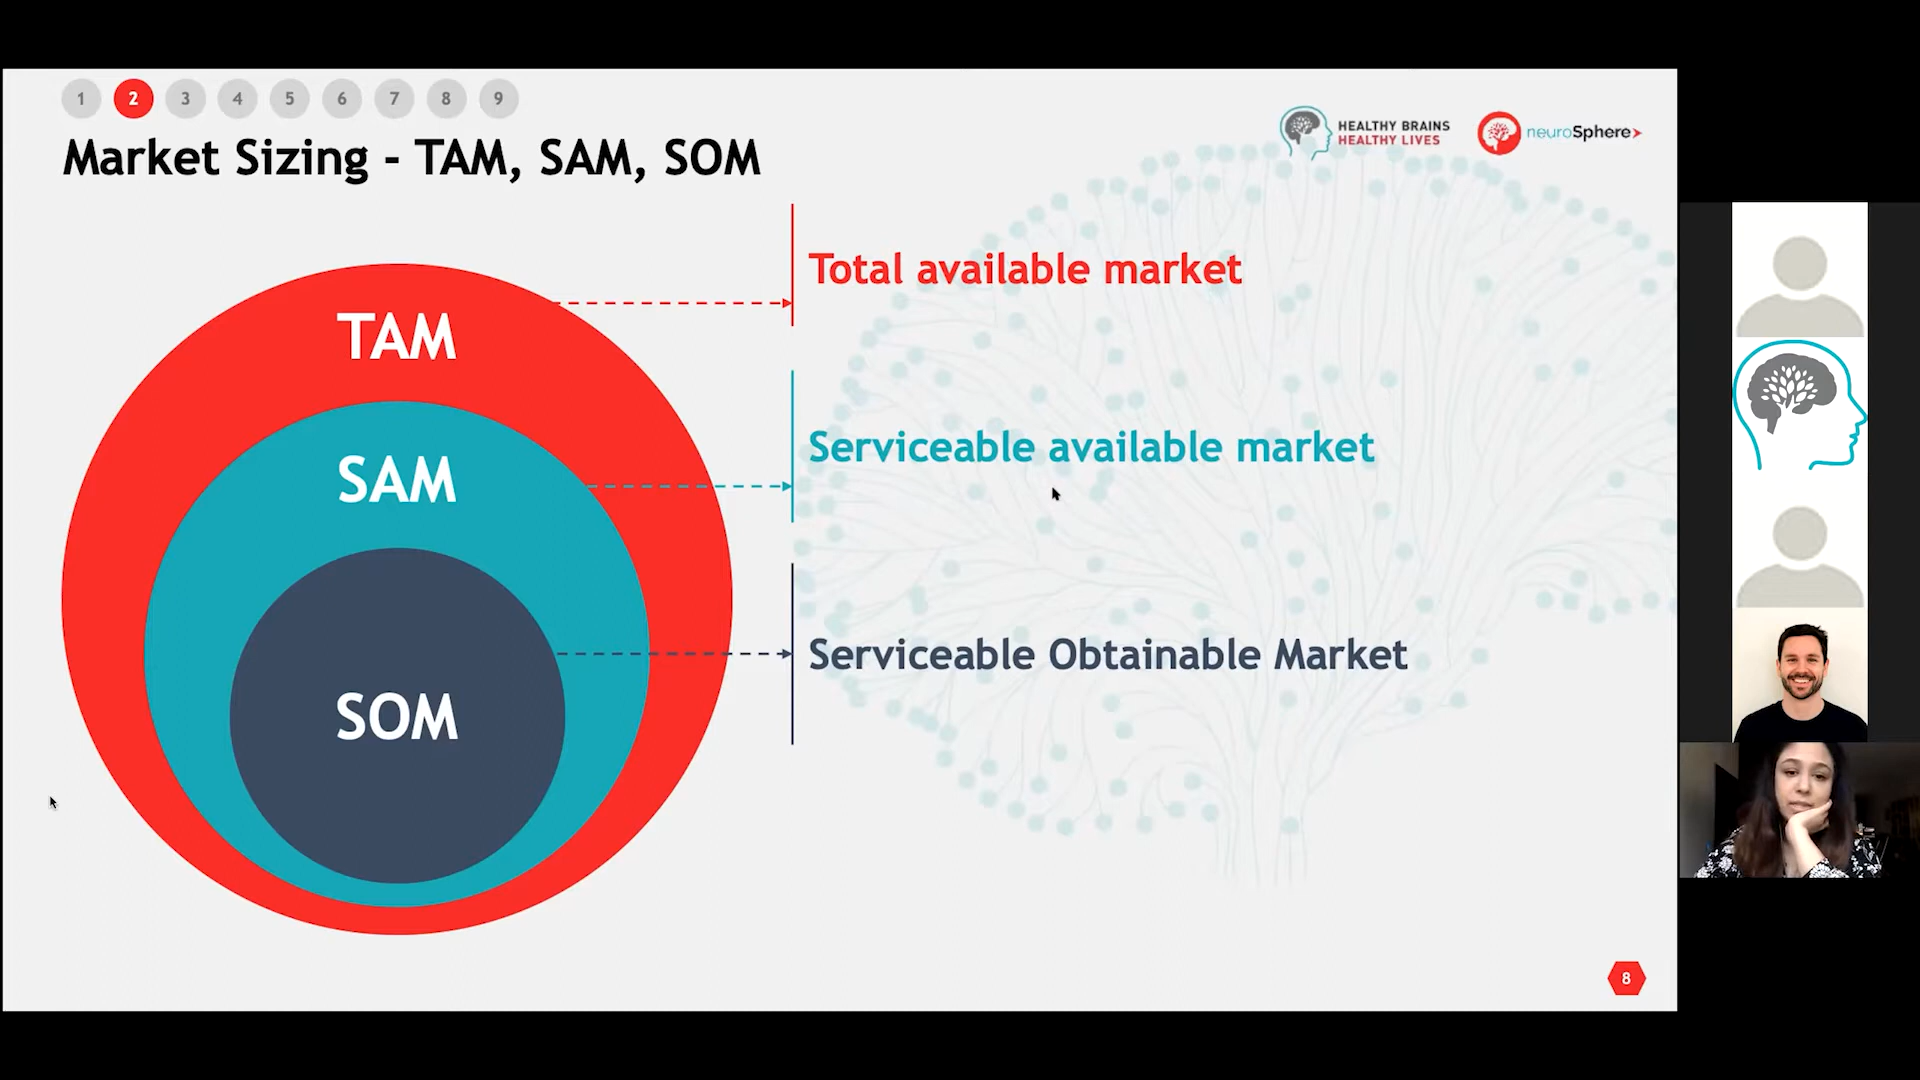 1 2 3 4 5 6 7 8 9
HEALTHY BRAINS
HEALTHY LIVES
neuroSphere
Market Sizing - TAM, SAM, SOM
Total available market
TAM
Serviceable available market
SAM
Serviceable Obtainable Market
SOM
8